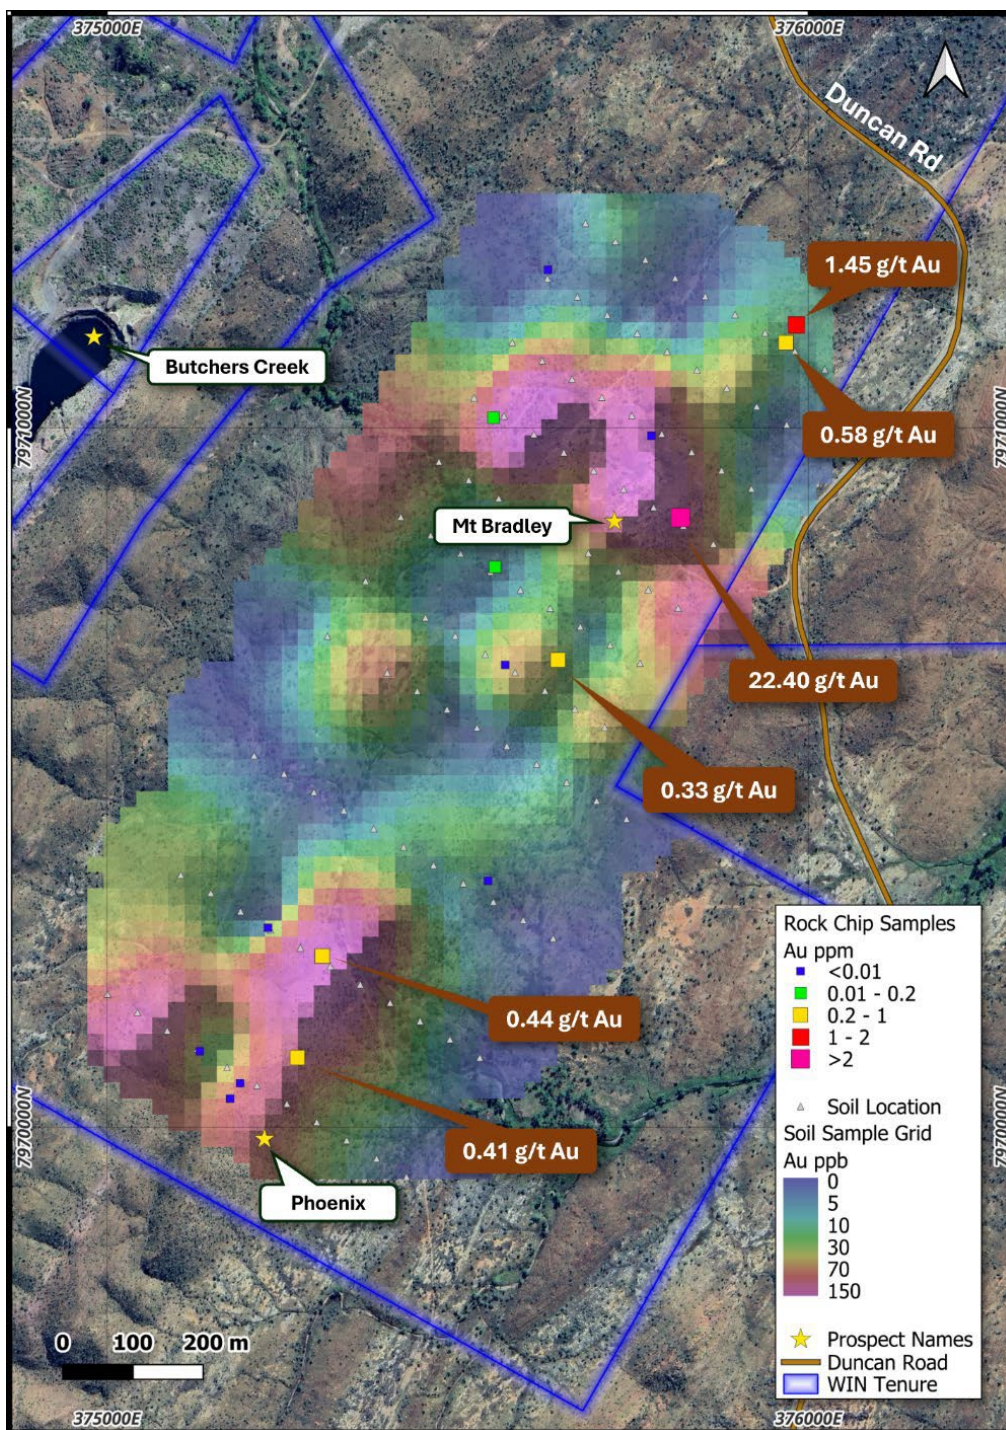 375000E
376000E
Duncan Rd
1.45 g/t Au
Butchers Creek
7971000N
7971000N
0.58 g/t Au
Mt Bradley
22.40 g/t Au
0.33 g/t Au
0.44 g/t Au
0.41 g/t Au
Phoenix
7970000N
7970000N
Rock Chip Samples
Au ppm
<0.01
0.01 - 0.2
0.2 - 1
1 - 2
>2
Soil Location
Soil Sample Grid
Au ppb
0
5
10
30
70
150
Prospect Names
Duncan Road
WIN Tenure
0 100 200 m
375000E
376000E